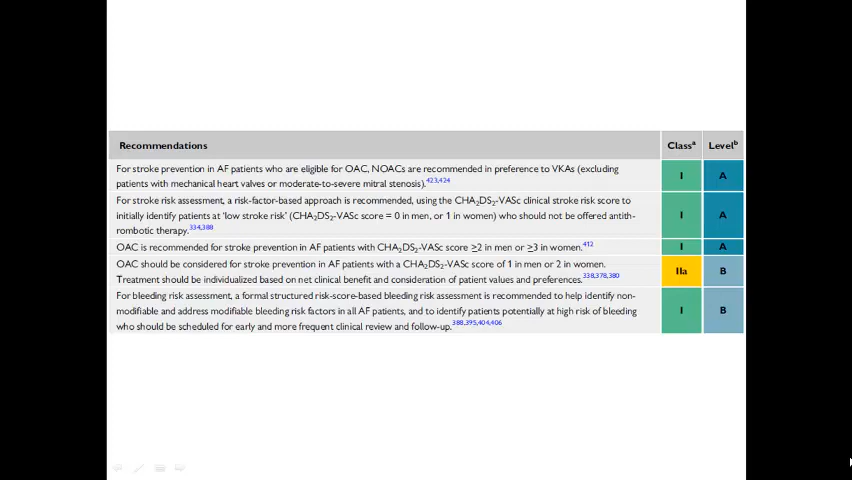 Recommendations Classᵃ Levelᵇ
For stroke prevention in AF patients who are eligible for OAC, NOACs are recommended in preference to VKAs (excluding
patients with mechanical heart valves or moderate-to-severe mitral stenosis).423,424
I A
For stroke risk assessment, a risk-factor-based approach is recommended, using the CHA₂DS₂-VASc clinical stroke risk score to
initially identify patients at ‘low stroke risk’ (CHA₂DS₂-VASc score = 0 in men, or 1 in women) who should not be offered antith-
rombotic therapy.334,388
I A
OAC is recommended for stroke prevention in AF patients with CHA₂DS₂-VASc score ≥2 in men or ≥3 in women.412
I A
OAC should be considered for stroke prevention in AF patients with a CHA₂DS₂-VASc score of 1 in men or 2 in women.
Treatment should be individualized based on net clinical benefit and consideration of patient values and preferences.338,378,380
IIa B
For bleeding risk assessment, a formal structured risk-score-based bleeding risk assessment is recommended to help identify non-
modifiable and address modifiable bleeding risk factors in all AF patients, and to identify patients potentially at high risk of bleeding
who should be scheduled for early and more frequent clinical review and follow-up.388,395,404,406
I B